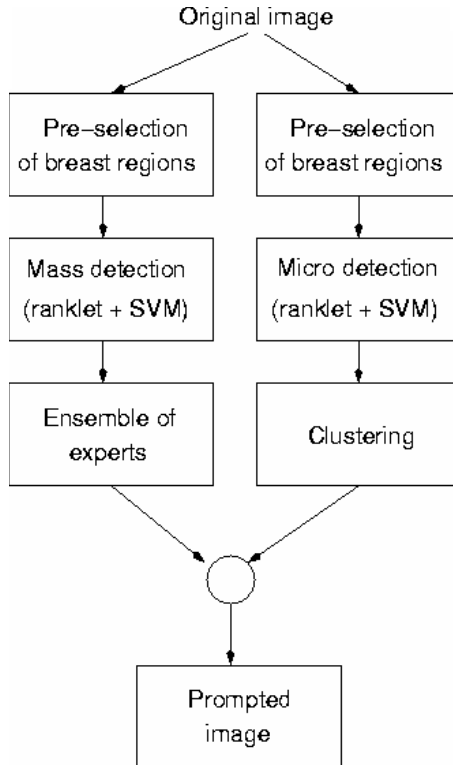 Original image
Pre-selection
of breast regions
Pre-selection
of breast regions
Mass detection
(ranklet + SVM)
Micro detection
(ranklet + SVM)
Ensemble of
experts
Clustering
Prompted
image